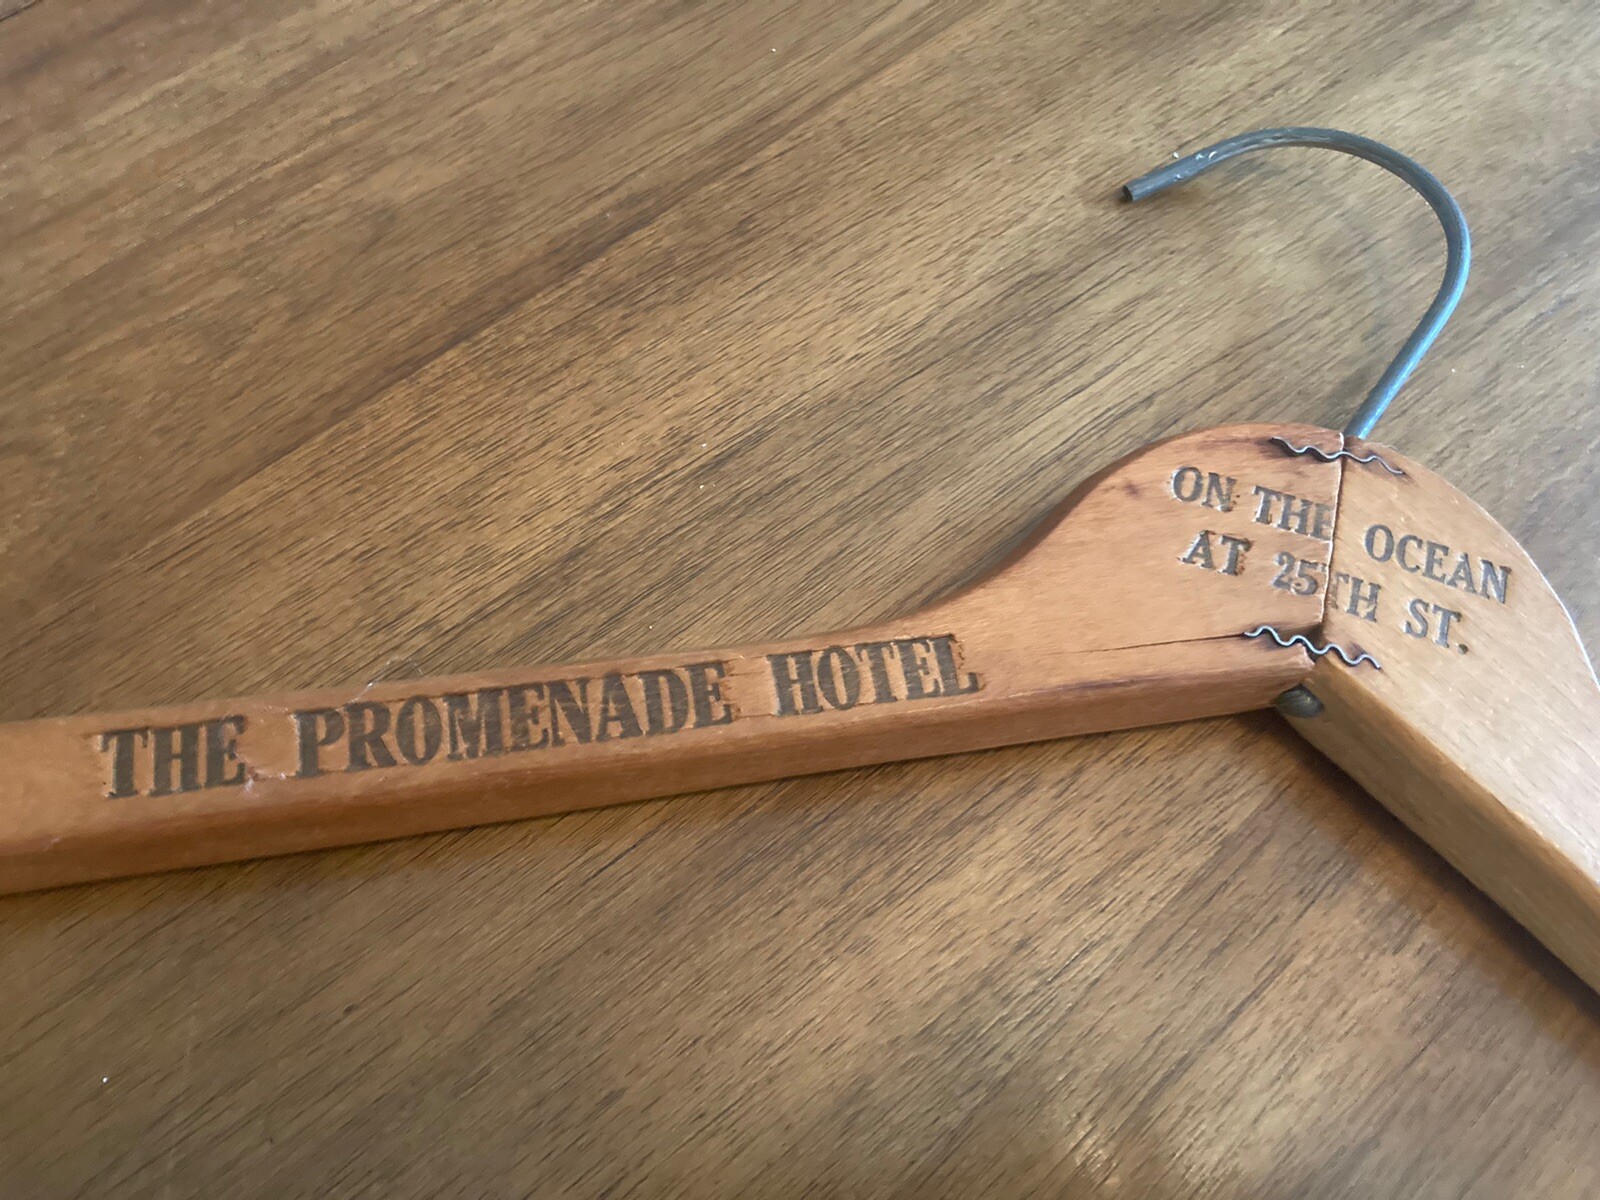 THE PROMENADE HOTEL
ON THE OCEAN
AT 25TH ST.